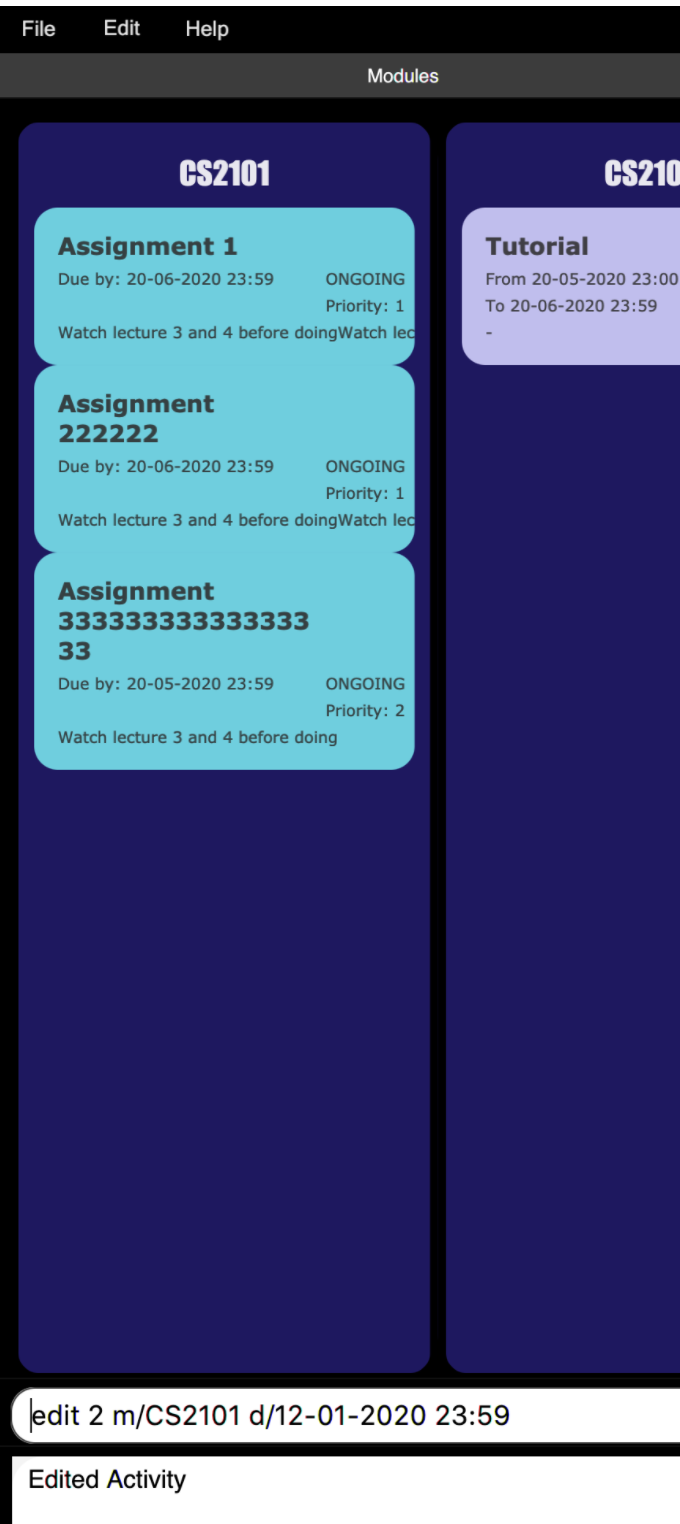 File Edit Help
Modules
CS2101
Assignment 1
Due by: 20-06-2020 23:59 ONGOING
Priority: 1
Watch lecture 3 and 4 before doingWatch lec
Assignment
222222
Due by: 20-06-2020 23:59 ONGOING
Priority: 1
Watch lecture 3 and 4 before doingWatch lec
Assignment
333333333333333
33
Due by: 20-05-2020 23:59 ONGOING
Priority: 2
Watch lecture 3 and 4 before doing
CS210
Tutorial
From 20-05-2020 23:00
To 20-06-2020 23:59
-
edit 2 m/CS2101 d/12-01-2020 23:59
Edited Activity